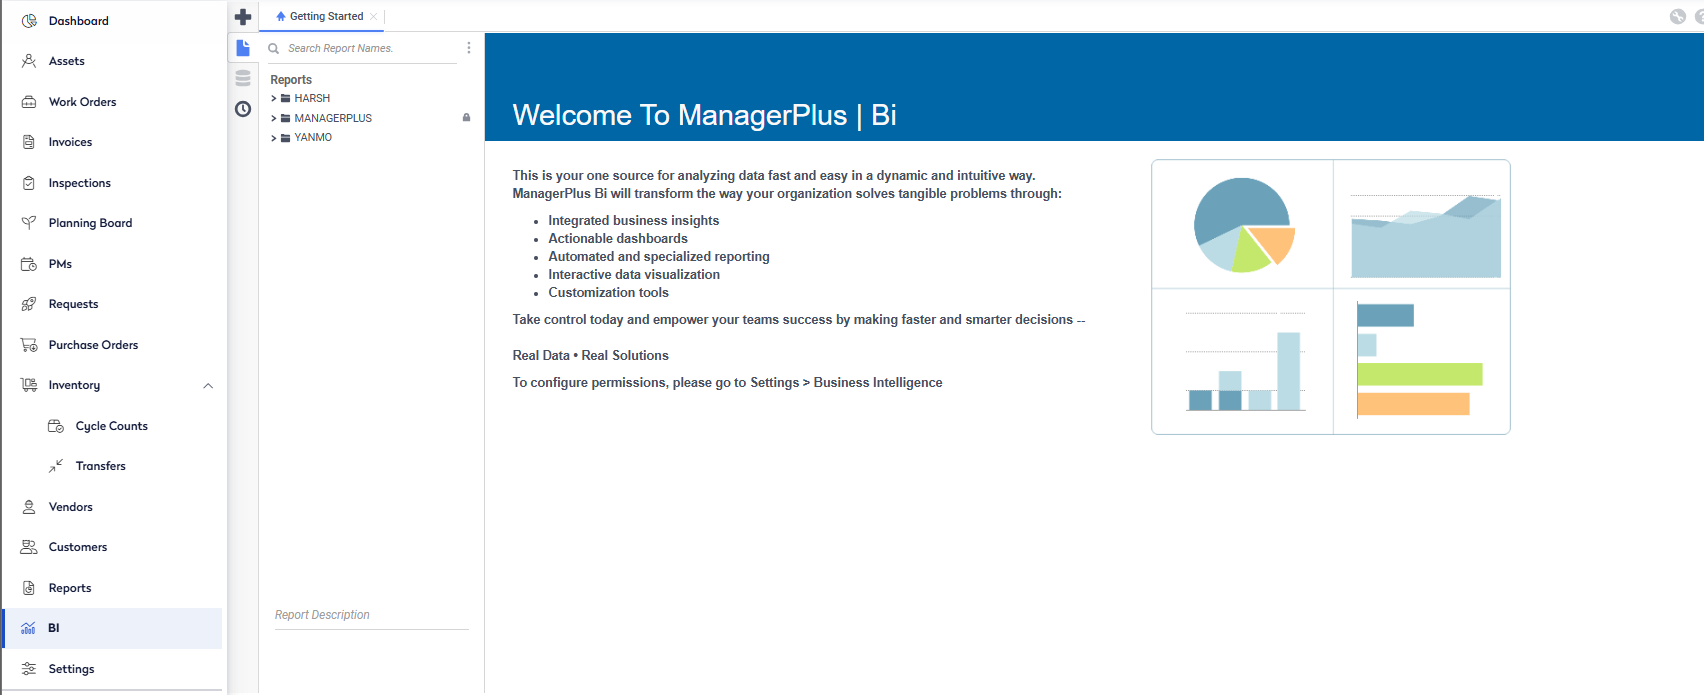 Dashboard
Assets
Work Orders
Invoices
Inspections
Planning Board
PMs
Requests
Purchase Orders
Inventory
Cycle Counts
Transfers
Vendors
Customers
Reports
BI
Settings
Getting Started
Search Report Names.
Reports
HARSH
MANAGERPLUS
YANMO
Report Description
Welcome To ManagerPlus | Bi
This is your one source for analyzing data fast and easy in a dynamic and intuitive way.
ManagerPlus Bi will transform the way your organization solves tangible problems through:
• Integrated business insights
• Actionable dashboards
• Automated and specialized reporting
• Interactive data visualization
• Customization tools
Take control today and empower your teams success by making faster and smarter decisions --
Real Data • Real Solutions
To configure permissions, please go to Settings > Business Intelligence